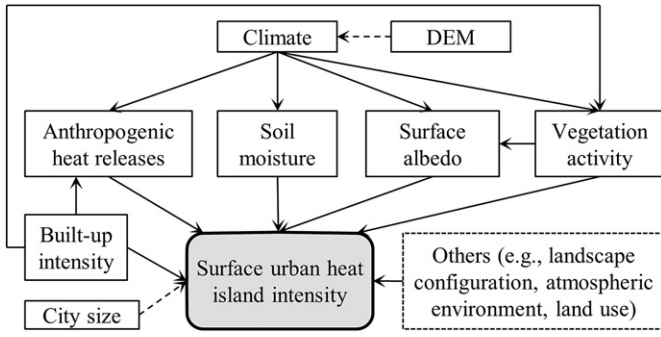 Climate
DEM
Anthropogenic
heat releases
Soil
moisture
Surface
albedo
Vegetation
activity
Built-up
intensity
Surface urban heat
island intensity
Others (e.g., landscape
configuration, atmospheric
environment, land use)
City size